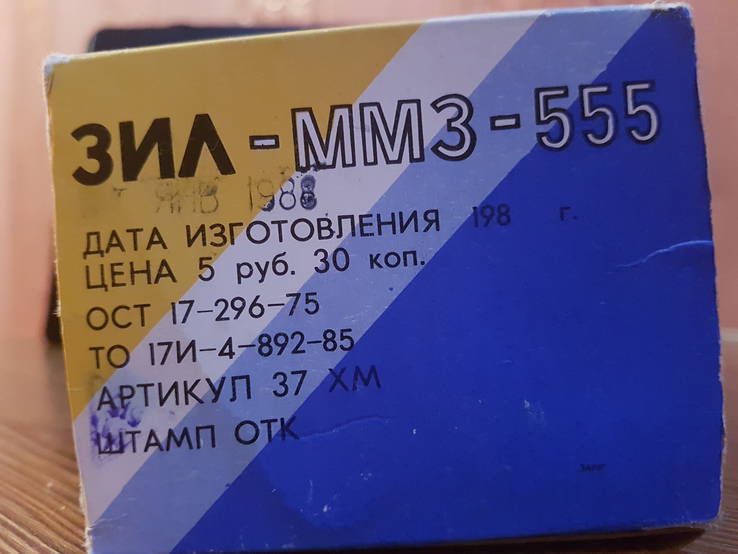 ЗИЛ-ММЗ-555
ЯНВ 1988
ДАТА ИЗГОТОВЛЕНИЯ 198 г.
ЦЕНА 5 руб. 30 коп.
ОСТ 17-296-75
ТО 17И-4-892-85
АРТИКУЛ 37 ХМ
ШТАМП ОТК